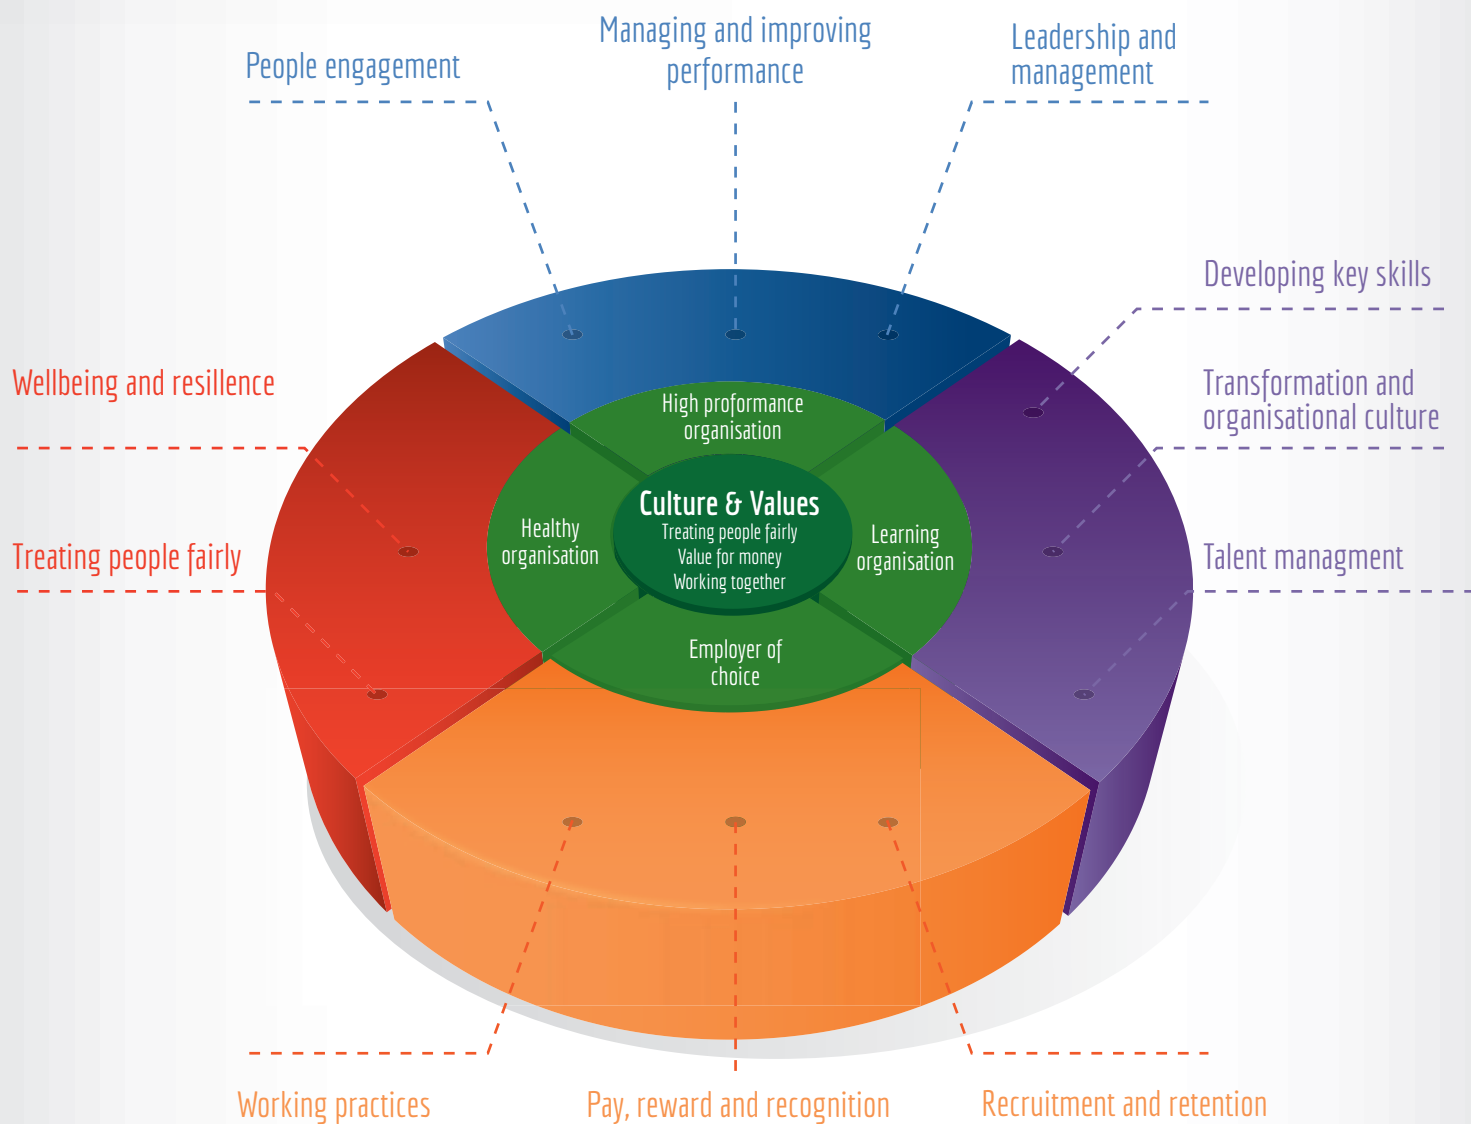 Managing and improving
performance
Leadership and
management
People engagement
Developing key skills
Wellbeing and resillence
Transformation and
organisational culture
High proformance
organisation
Culture & Values
Treating people fairly
Value for money
Working together
Healthy
organisation
Learning
organisation
Treating people fairly
Talent managment
Employer of
choice
Working practices
Pay, reward and recognition
Recruitment and retention